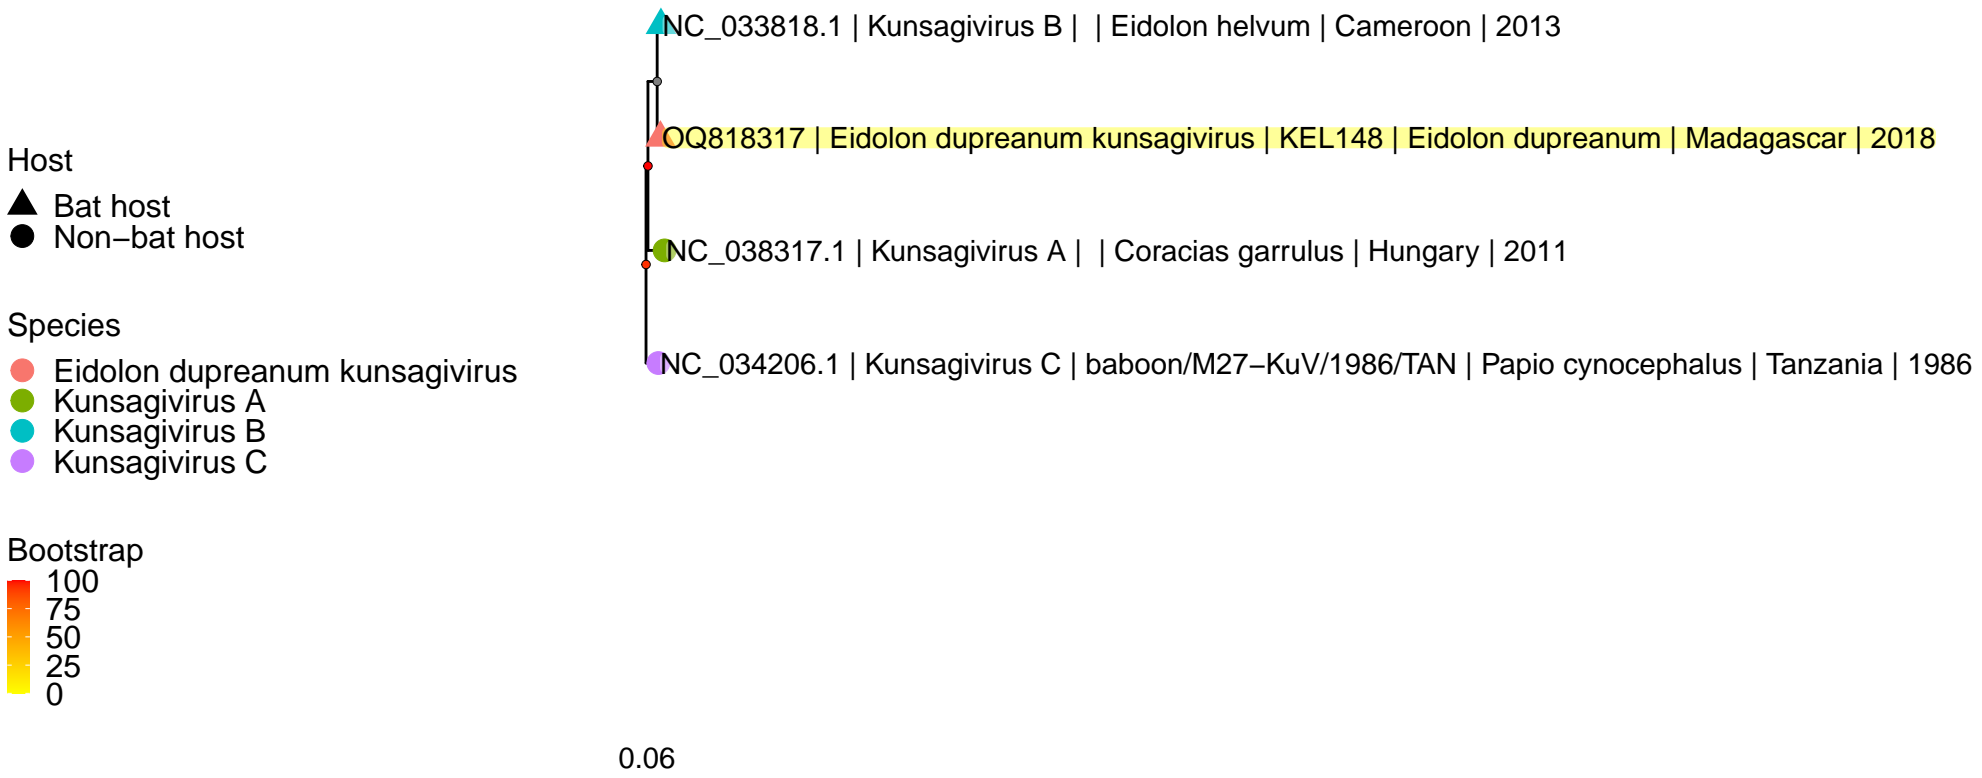 NC_033818.1 | Kunsagivirus B |  | Eidolon helvum | Cameroon | 2013
OQ818317 | Eidolon dupreanum kunsagivirus | KEL148 | Eidolon dupreanum | Madagascar | 2018
NC_038317.1 | Kunsagivirus A |  | Coracias garrulus | Hungary | 2011
NC_034206.1 | Kunsagivirus C | baboon/M27−KuV/1986/TAN | Papio cynocephalus | Tanzania | 1986
Host
Bat host
Non−bat host
Species
Eidolon dupreanum kunsagivirus
Kunsagivirus A
Kunsagivirus B
Kunsagivirus C
Bootstrap
100
75
50
25
0
0.06